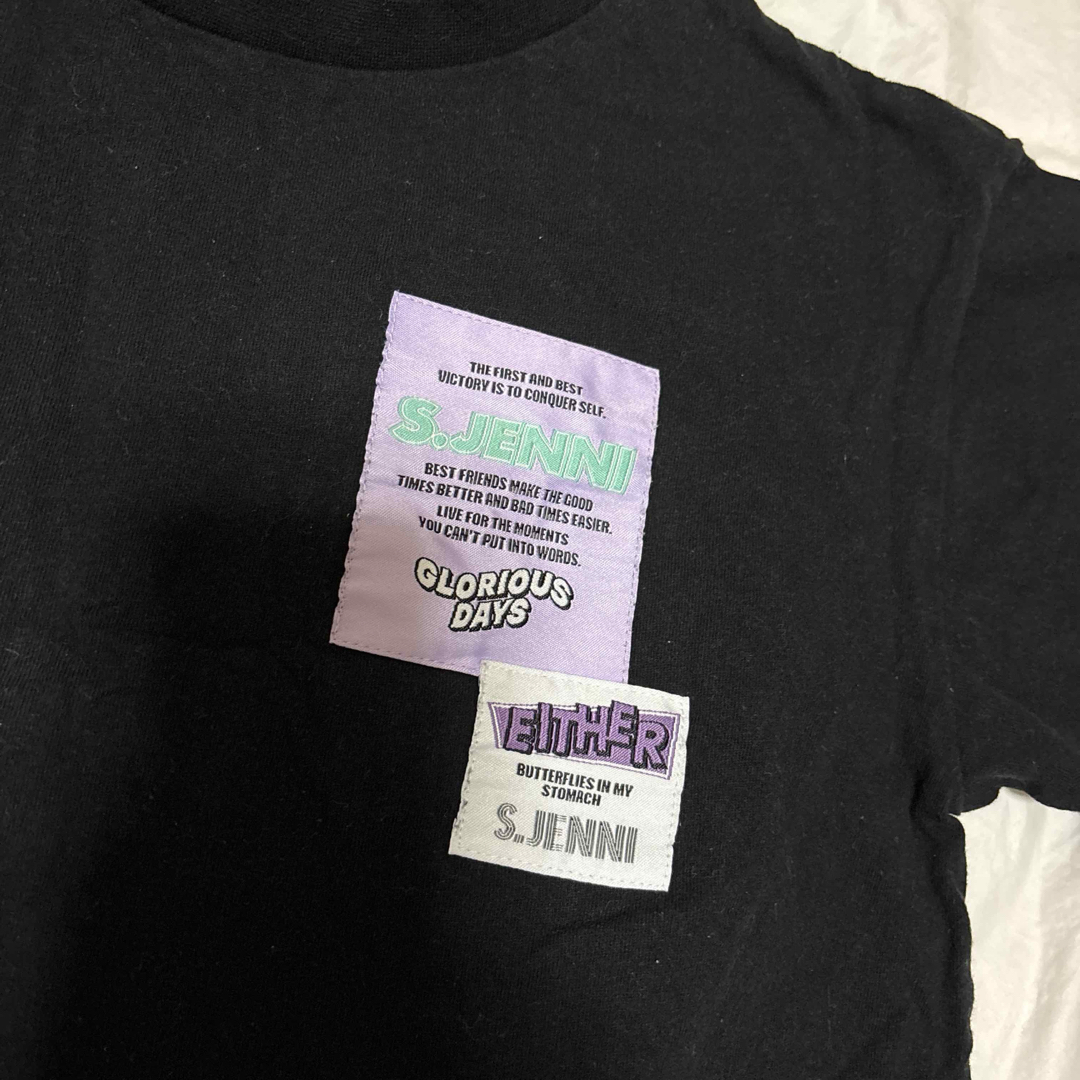 THE FIRST AND BEST
VICTORY IS TO CONQUER SELF.
S.JENNI
BEST FRIENDS MAKE THE GOOD
TIMES BETTER AND BAD TIMES EASIER.
LIVE FOR THE MOMENTS
YOU CAN'T PUT INTO WORDS.
GLORIOUS
DAYS
EITHER
BUTTERFLIES IN MY
STOMACH
S.JENNI